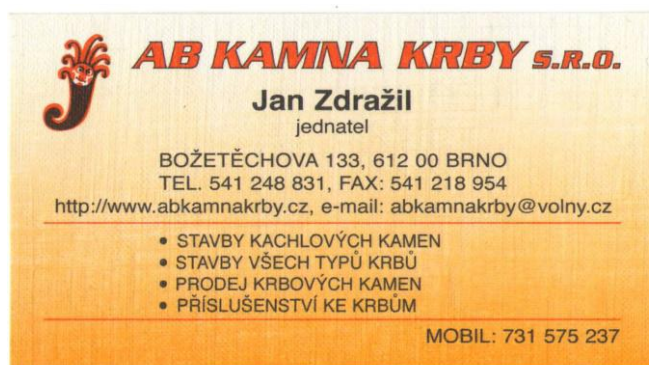 AB KAMNA KRBY S.R.O.
Jan Zdražil
jednatel
BOŽETĚCHOVA 133, 612 00 BRNO
TEL. 541 248 831, FAX: 541 218 954
http://www.abkamnakrby.cz, e-mail: abkamnakrby@volny.cz
• STAVBY KACHLOVÝCH KAMEN
• STAVBY VŠECH TYPŮ KRBŮ
• PRODEJ KRBOVÝCH KAMEN
• PŘÍSLUŠENSTVÍ KE KRBŮM
MOBIL: 731 575 237